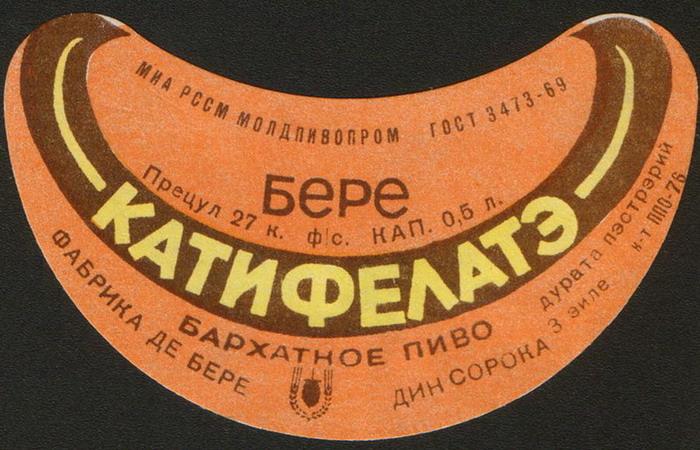 МИА РССМ МОЛДПИВОПРОМ ГОСТ 3473-69
Бере
Прецул 27 к. ф/с. КАП. 0,5 л.
КАТИФЕЛАТЭ
БАРХАТНОЕ ПИВО
ФАБРИКА ДЕ БЕРЕ ДИН СОРОКА
дурата пэстрэрий
3 зиле
к-т ППО-76